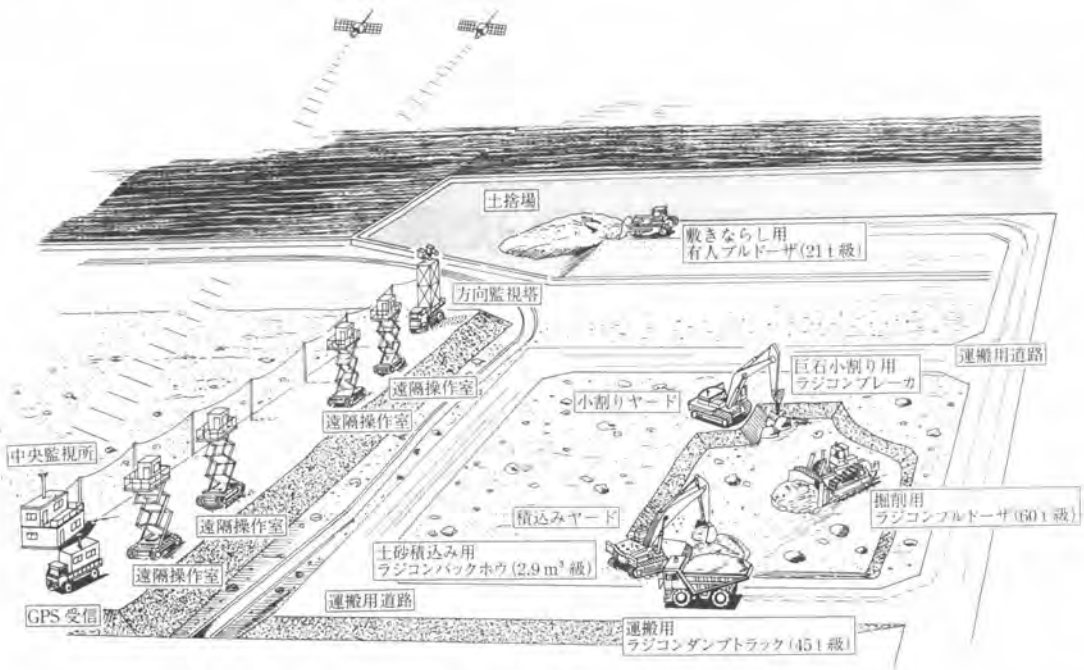 土捨場
敷きならし用
有人ブルドーザ(21t級)
方向監視塔
運搬用道路
巨石小割り用
ラジコンブレーカ
小割りヤード
遠隔操作室
遠隔操作室
中央監視所
遠隔操作室
遠隔操作室
積込みヤード
掘削用
ラジコンブルドーザ(60t級)
土砂積込み用
ラジコンバックホウ(2.9m³級)
運搬用道路
GPS受信
運搬用
ラジコンダンプトラック(45t級)